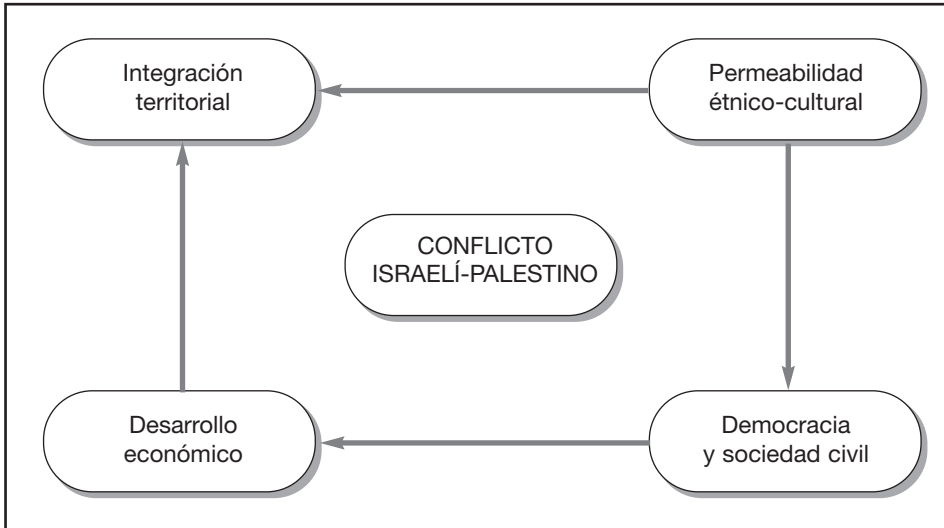 Integración
territorial
Permeabilidad
étnico-cultural
CONFLICTO
ISRAELÍ-PALESTINO
Desarrollo
económico
Democracia
y sociedad civil